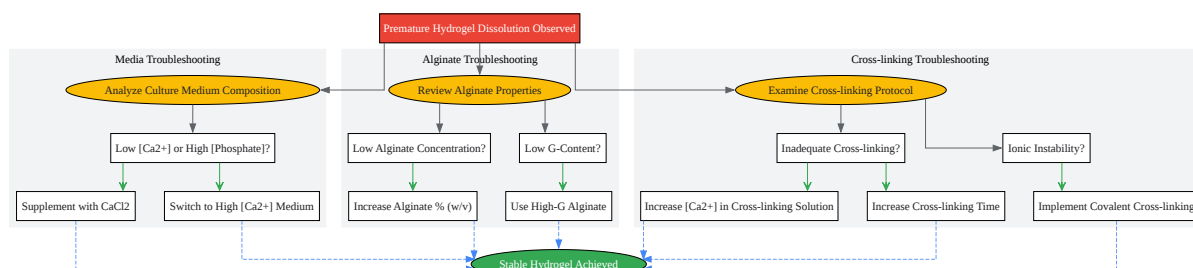 Premature Hydrogel Dissolution Observed
Media Troubleshooting
Alginate Troubleshooting
Cross-linking Troubleshooting
Analyze Culture Medium Composition
Review Alginate Properties
Examine Cross-linking Protocol
Low [Ca2+] or High [Phosphate]?
Low Alginate Concentration?
Low G-Content?
Inadequate Cross-linking?
Ionic Instability?
Supplement with CaCl2
Switch to High [Ca2+] Medium
Increase Alginate % (w/v)
Use High-G Alginate
Increase [Ca2+] in Cross-linking Solution
Increase Cross-linking Time
Implement Covalent Cross-linking
Stable Hydrogel Achieved